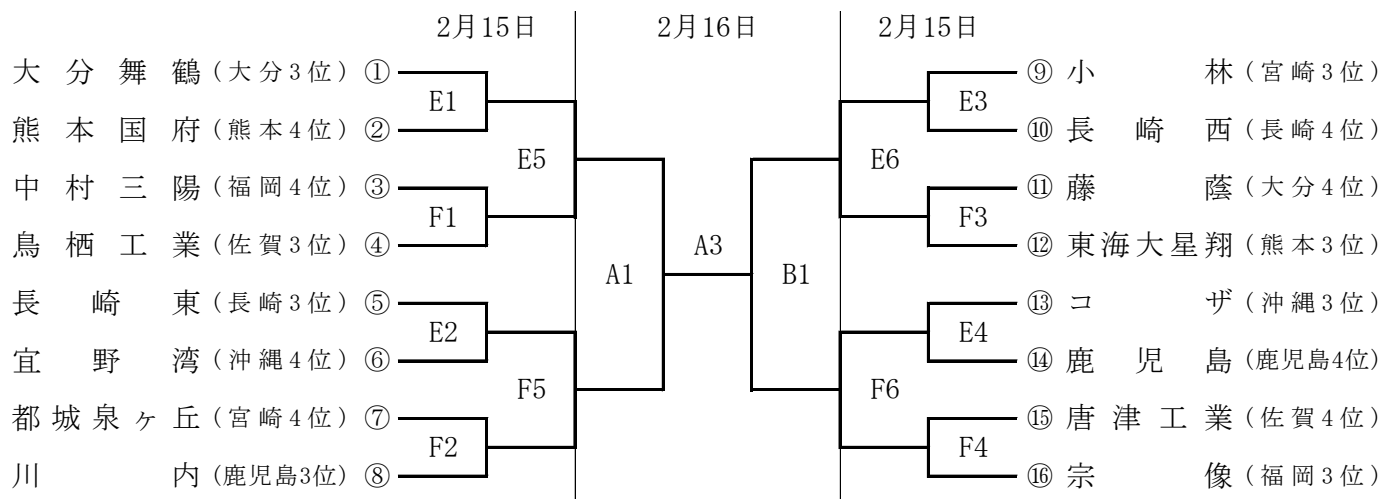 2月15日 2月16日 2月15日
大分舞鶴(大分3位)① ⑨小林(宮崎3位)
E1 E3
熊本国府(熊本4位)② ⑩長崎西(長崎4位)
E5 E6
中村三陽(福岡4位)③ ⑪藤蔭(大分4位)
F1 F3
鳥栖工業(佐賀3位)④ ⑫東海大星翔(熊本3位)
A1 A3 B1
長崎東(長崎3位)⑤ ⑬コザ(沖縄3位)
E2 E4
宜野湾(沖縄4位)⑥ ⑭鹿児島(鹿児島4位)
F5 F6
都城泉ヶ丘(宮崎4位)⑦ ⑮唐津工業(佐賀4位)
F2 F4
川内(鹿児島3位)⑧ ⑯宗像(福岡3位)